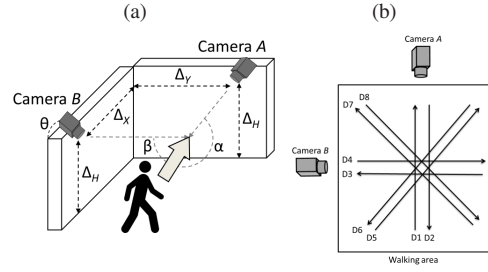 (a)
Camera A
Camera B
θ
Δ_X
Δ_Y
Δ_H
Δ_H
β
α
(b)
Camera A
Camera B
D8
D7
D4
D3
D6
D5
D1 D2
Walking area